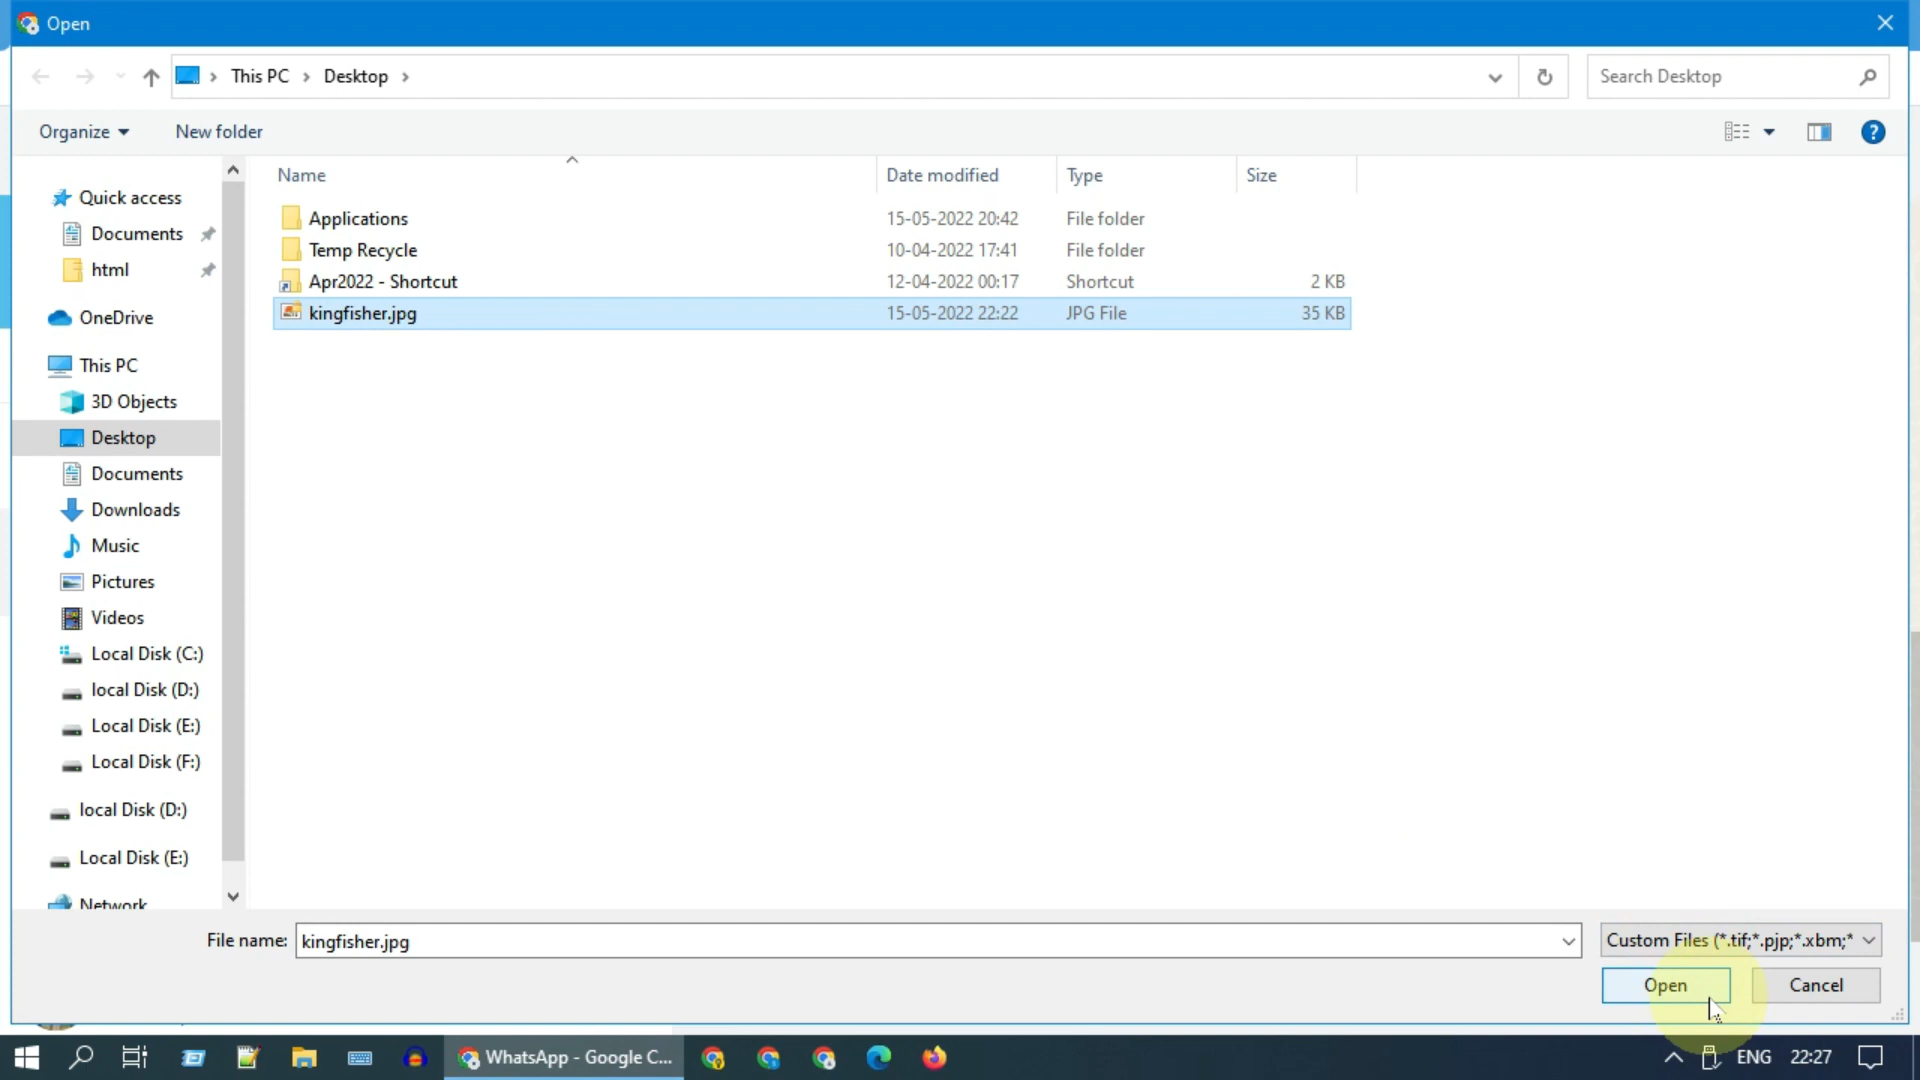 Open
This PC > Desktop >
Search Desktop
Organize
New folder
Name
Date modified
Type
Size
Quick access
Documents
html
OneDrive
This PC
3D Objects
Desktop
Documents
Downloads
Music
Pictures
Videos
Local Disk (C:)
local Disk (D:)
Local Disk (E:)
Local Disk (F:)
local Disk (D:)
Local Disk (E:)
Network
Applications 15-05-2022 20:42 File folder
Temp Recycle 10-04-2022 17:41 File folder
Apr2022 - Shortcut 12-04-2022 00:17 Shortcut 2 KB
kingfisher.jpg 15-05-2022 22:22 JPG File 35 KB
File name: kingfisher.jpg
Custom Files (*.tif;*.pjp;*.xbm;*
Open
Cancel
WhatsApp - Google C...
ENG
22:27